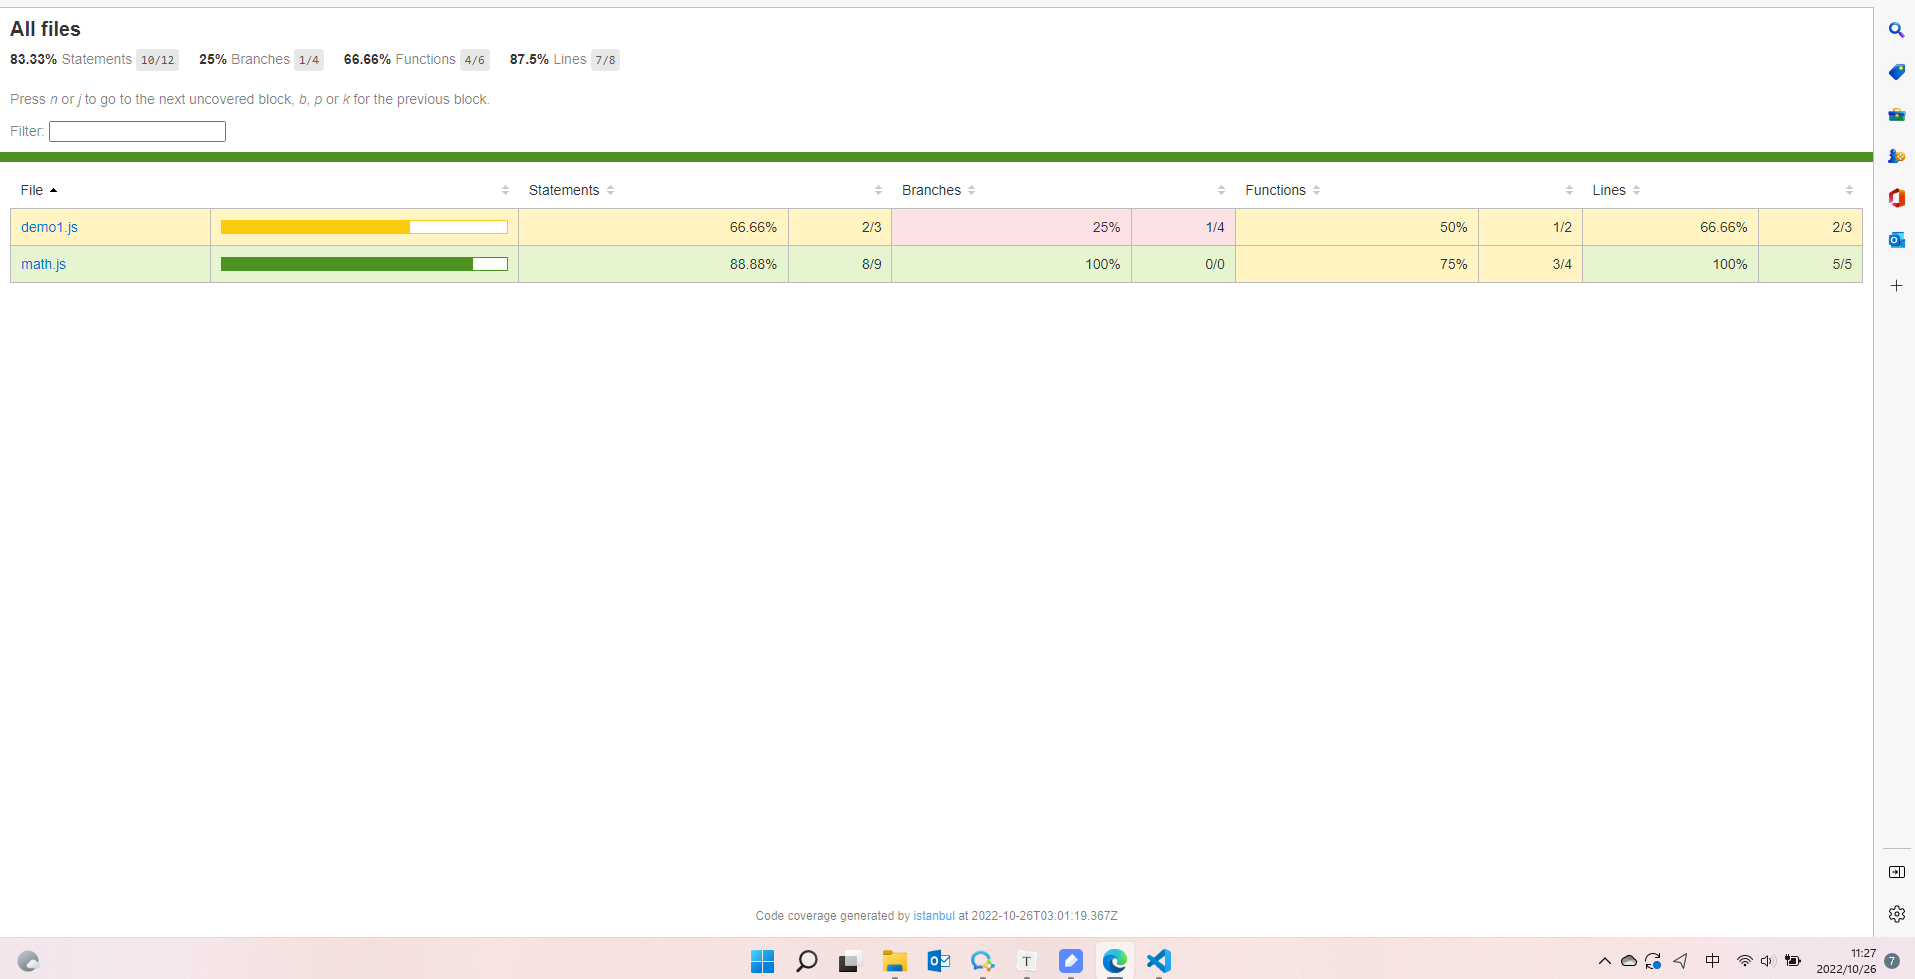 All files
83.33% Statements 10/12 25% Branches 1/4 66.66% Functions 4/6 87.5% Lines 7/8
Press n or j to go to the next uncovered block, b, p or k for the previous block.
Filter:
File Statements Branches Functions Lines
demo1.js 66.66% 2/3 25% 1/4 50% 1/2 66.66% 2/3
math.js 88.88% 8/9 100% 0/0 75% 3/4 100% 5/5
Code coverage generated by istanbul at 2022-10-26T03:01:19.367Z
T
中
11:27
2022/10/26
7